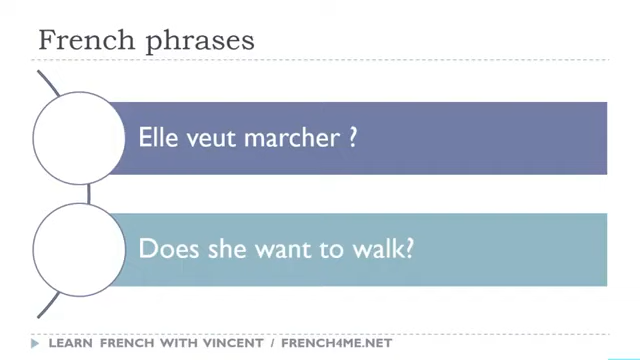 French phrases
Elle veut marcher ?
Does she want to walk?
LEARN FRENCH WITH VINCENT / FRENCH4ME.NET